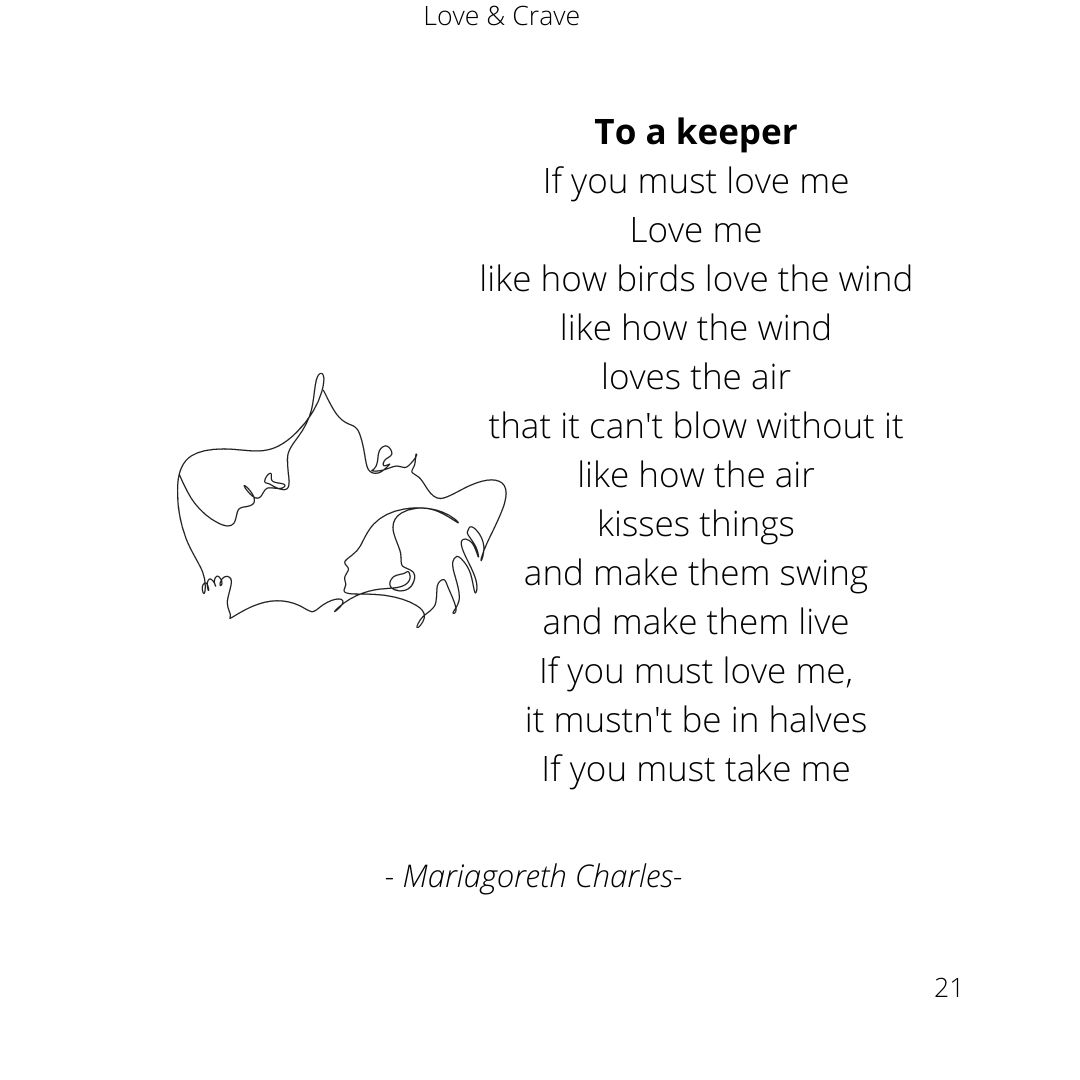 Love & Crave
To a keeper
If you must love me
Love me
like how birds love the wind
like how the wind
loves the air
that it can't blow without it
like how the air
kisses things
and make them swing
and make them live
If you must love me,
it mustn't be in halves
If you must take me
- Mariagoreth Charles-
21